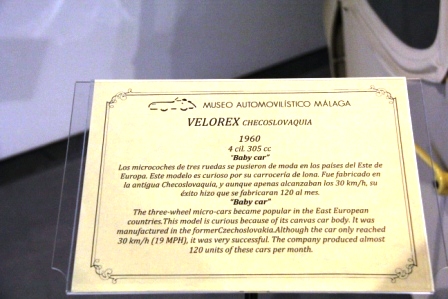 MUSEO AUTOMOVILÍSTICO MÁLAGA
VELOREX CHECOSLOVAQUIA
1960
4 cil. 305 cc
"Baby car"
Los microcoches de tres ruedas se pusieron de moda en los países del Este de
Europa. Este modelo es curioso por su carrocería de lona. Fue fabricado en
la antigua Checoslovaquia, y aunque apenas alcanzaban los 30 km/h, su
éxito hizo que se fabricaran 120 al mes.
"Baby car"
The three-wheel micro-cars became popular in the East European
countries.This model is curious because of its canvas car body. It was
manufactured in the formerCzechoslovakia.Although the car only reached
30 km/h (19 MPH), it was very successful. The company produced almost
120 units of these cars per month.